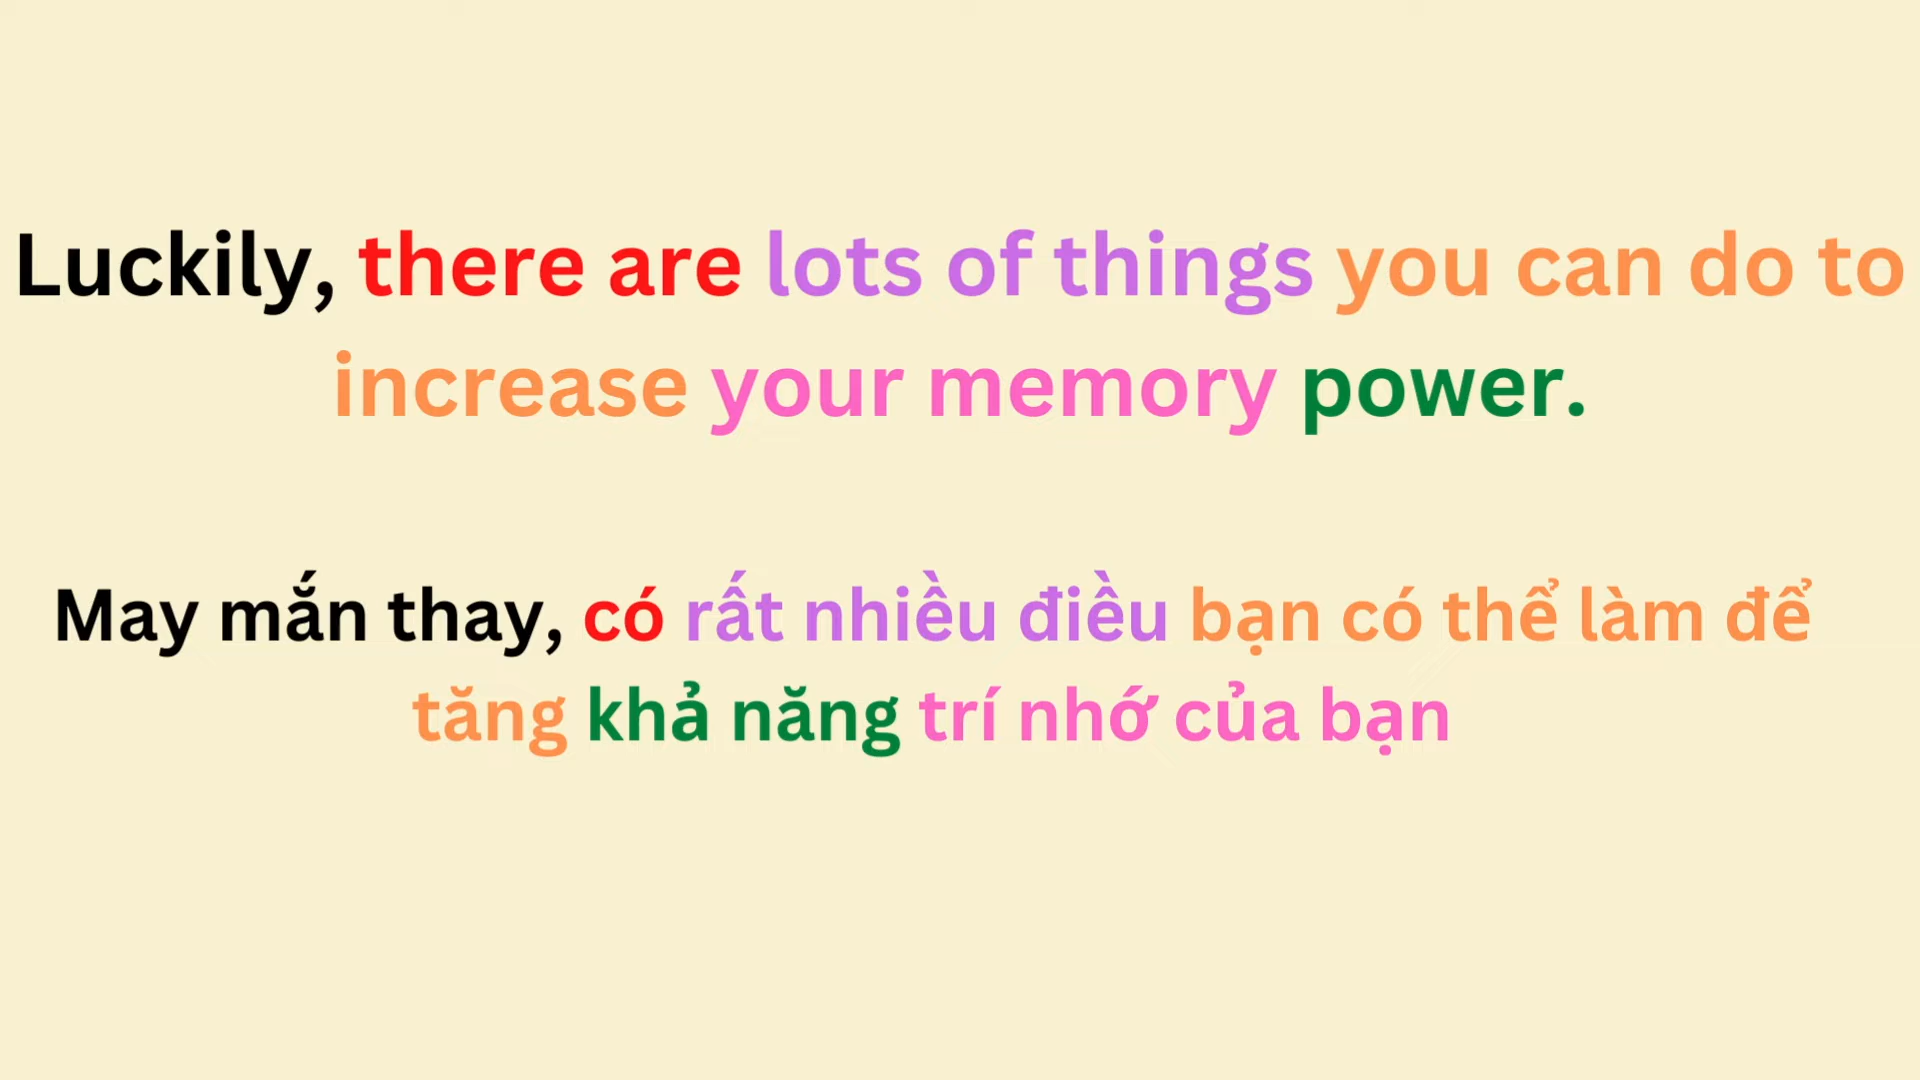 Luckily, there are lots of things you can do to
increase your memory power.
May mắn thay, có rất nhiều điều bạn có thể làm để
tăng khả năng trí nhớ của bạn